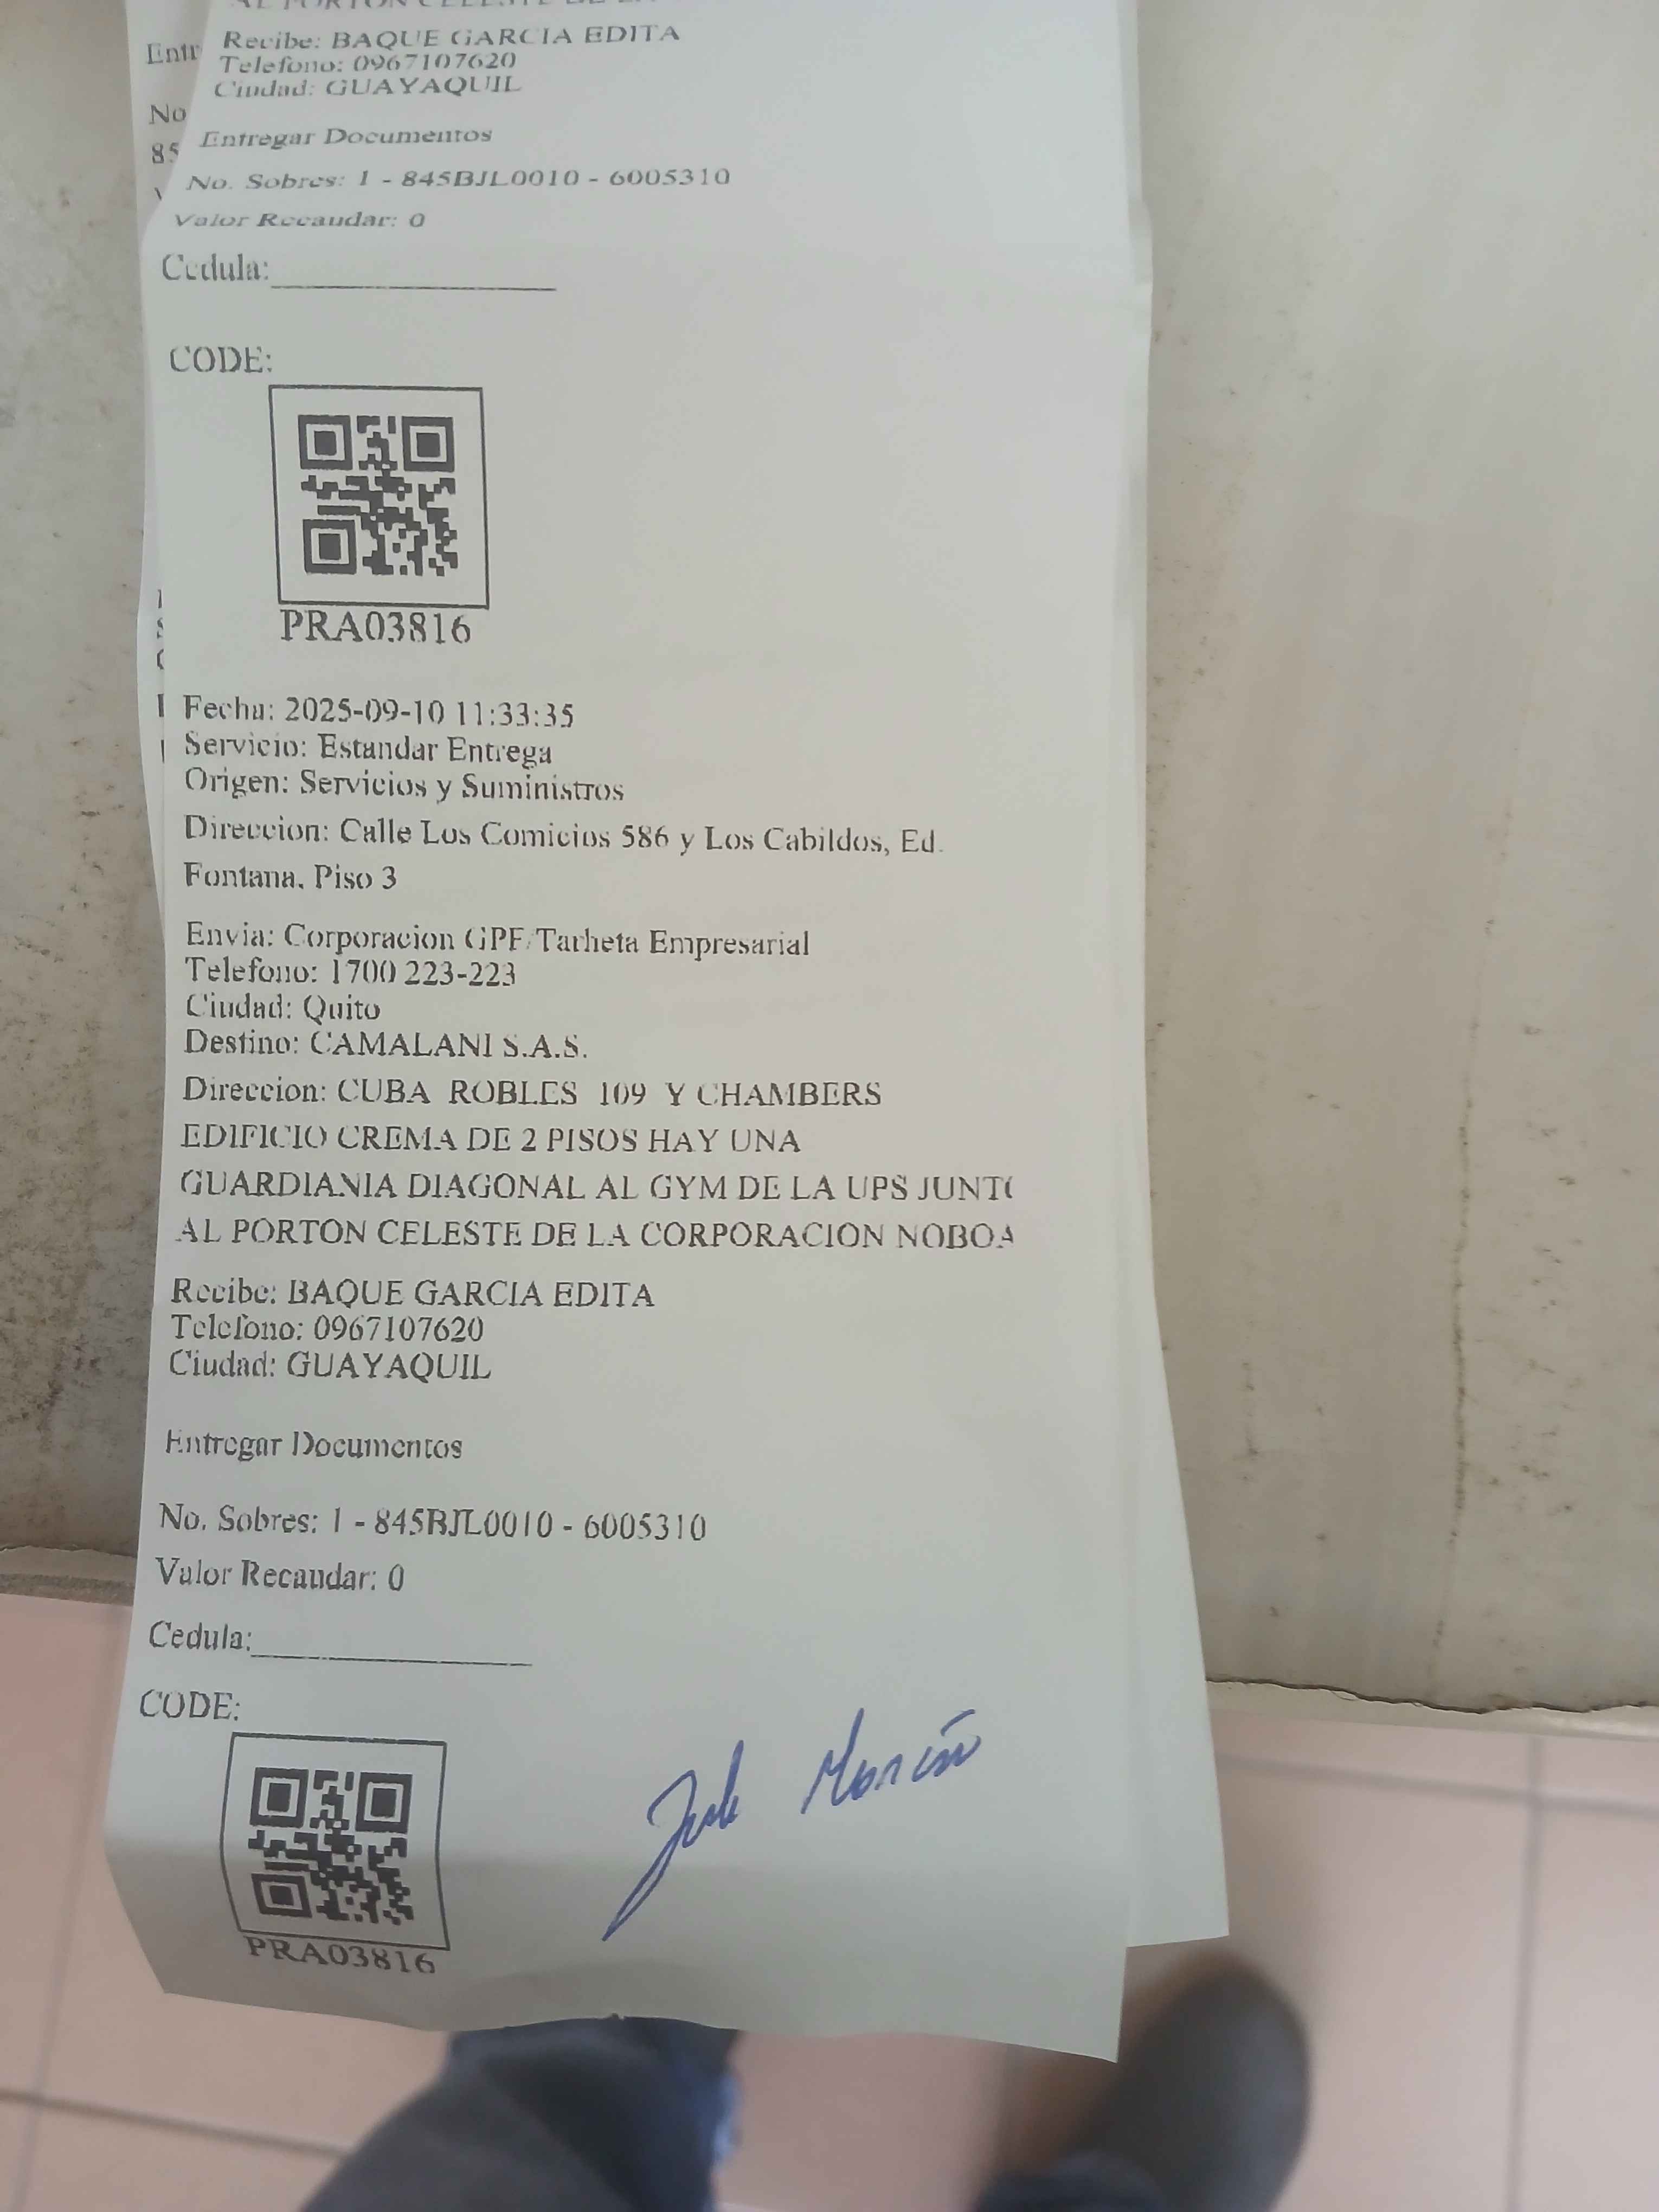 Recibe: BAQUE GARCIA EDITA
Telefono: 0967107620
Ciudad: GUAYAQUIL
Entregar Documentos
No. Sobres: 1 - 845BJL0010 - 6005310
Valor Recaudar: 0
Entr
No
85
Cedula:
CODE:
PRA03816
Fecha: 2025-09-10 11:33:35
Servicio: Estandar Entrega
Origen: Servicios y Suministros
Direccion: Calle Los Comicios 586 y Los Cabildos, Ed.
Fontana, Piso 3
Envia: Corporacion GPF/Tarheta Empresarial
Telefono: 1700 223-223
Ciudad: Quito
Destino: CAMALANI S.A.S.
Direccion: CUBA ROBLES 109 Y CHAMBERS
EDIFICIO CREMA DE 2 PISOS HAY UNA
GUARDIANIA DIAGONAL AL GYM DE LA UPS JUNTO
AL PORTON CELESTE DE LA CORPORACION NOBOA
Recibe: BAQUE GARCIA EDITA
Telefono: 0967107620
Ciudad: GUAYAQUIL
Entregar Documentos
No. Sobres: 1 - 845BJL0010 - 6005310
Valor Recaudar: 0
Cedula:
CODE:
PRA03816